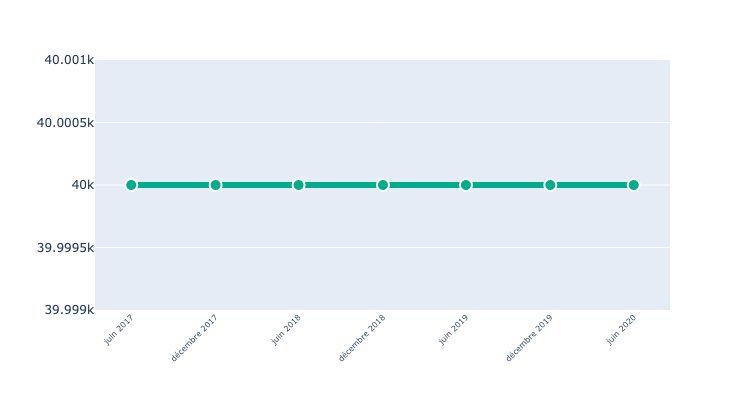 40.001k
40.0005k
40k
39.9995k
39.999k
juin 2017
décembre 2017
juin 2018
décembre 2018
juin 2019
décembre 2019
juin 2020